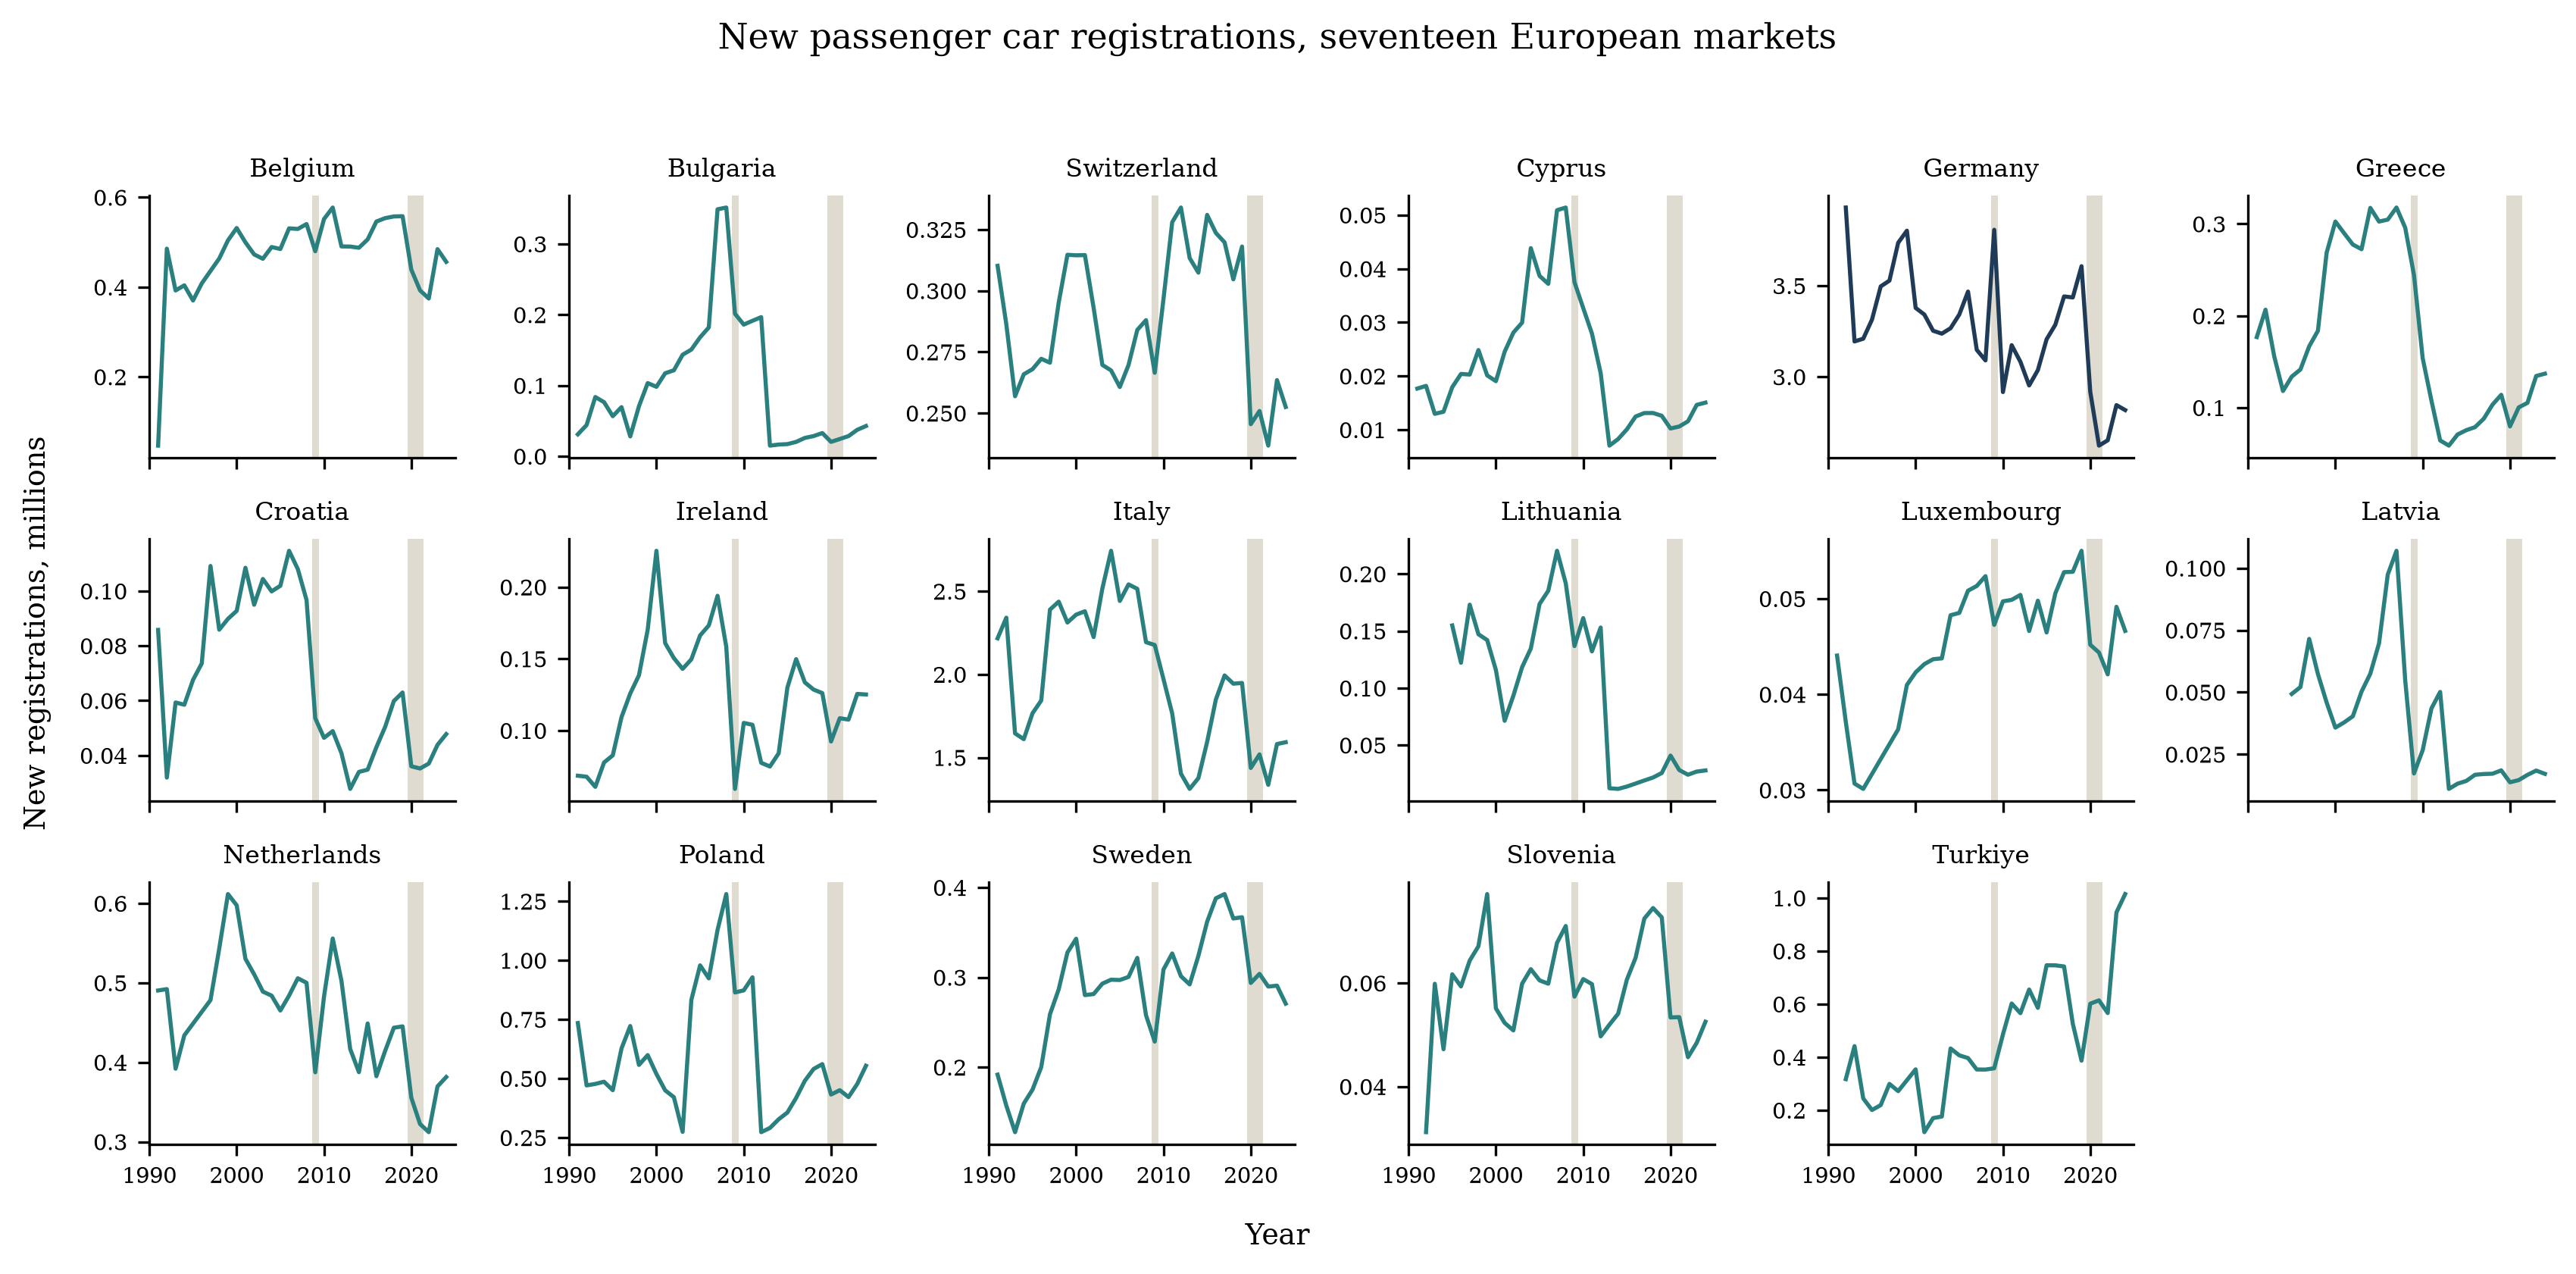 New passenger car registrations, seventeen European markets
New registrations, millions
Belgium
0.6
0.4
0.2
Bulgaria
0.3
0.2
0.1
0.0
Switzerland
0.325
0.300
0.275
0.250
Cyprus
0.05
0.04
0.03
0.02
0.01
Germany
3.5
3.0
Greece
0.3
0.2
0.1
Croatia
0.10
0.08
0.06
0.04
Ireland
0.20
0.15
0.10
Italy
2.5
2.0
1.5
Lithuania
0.20
0.15
0.10
0.05
Luxembourg
0.05
0.04
0.03
Latvia
0.100
0.075
0.050
0.025
Netherlands
0.6
0.5
0.4
0.3
1990 2000 2010 2020
Poland
1.25
1.00
0.75
0.50
0.25
1990 2000 2010 2020
Sweden
0.4
0.3
0.2
1990 2000 2010 2020
Slovenia
0.06
0.04
1990 2000 2010 2020
Turkiye
1.0
0.8
0.6
0.4
0.2
1990 2000 2010 2020
Year